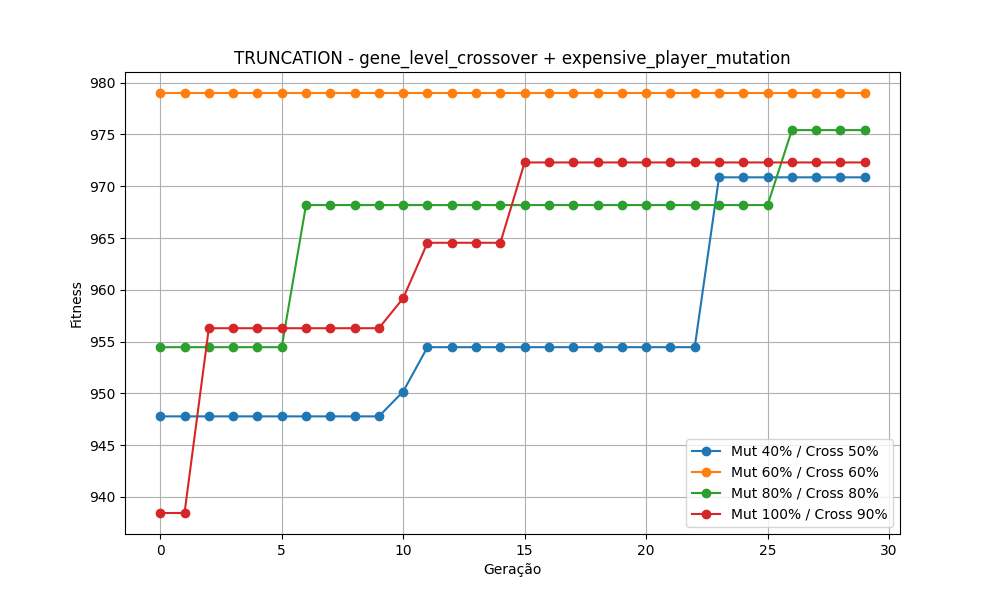 TRUNCATION - gene_level_crossover + expensive_player_mutation
980
975
970
965
960
955
950
945
940
Fitness
0 5 10 15 20 25 30
Geração
Mut 40% / Cross 50%
Mut 60% / Cross 60%
Mut 80% / Cross 80%
Mut 100% / Cross 90%